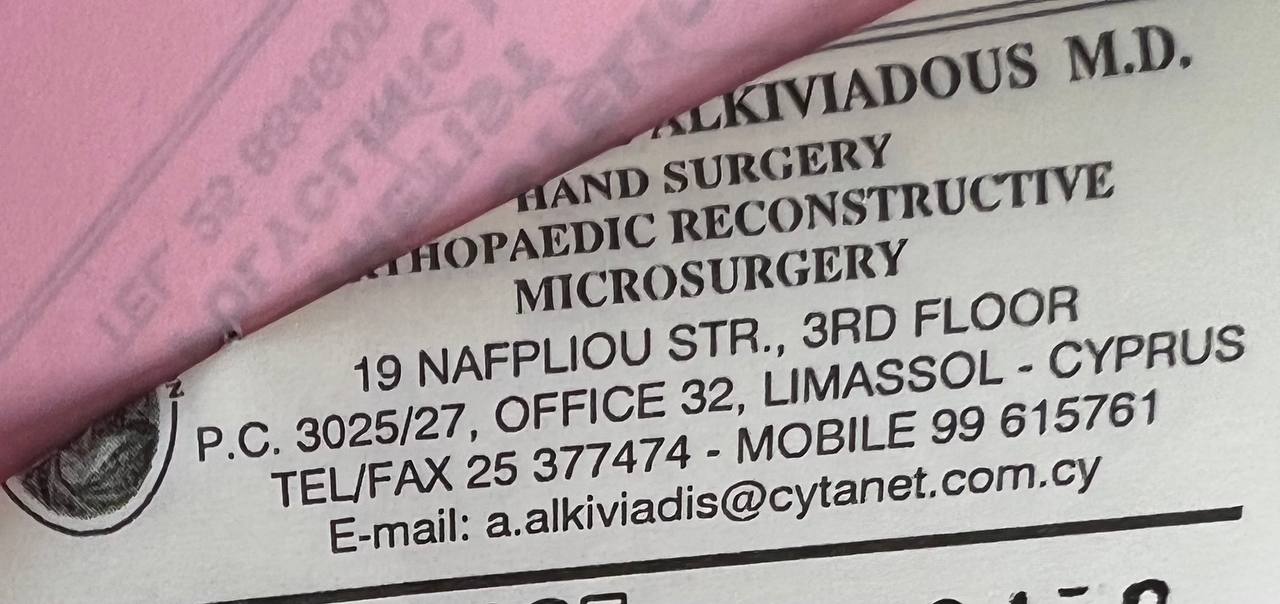 ALKIVIADOUS M.D.
HAND SURGERY
THOPAEDIC RECONSTRUCTIVE
MICROSURGERY
19 NAFPLIOU STR., 3RD FLOOR
P.C. 3025/27, OFFICE 32, LIMASSOL - CYPRUS
TEL/FAX 25 377474 - MOBILE 99 615761
E-mail: a.alkiviadis@cytanet.com.cy